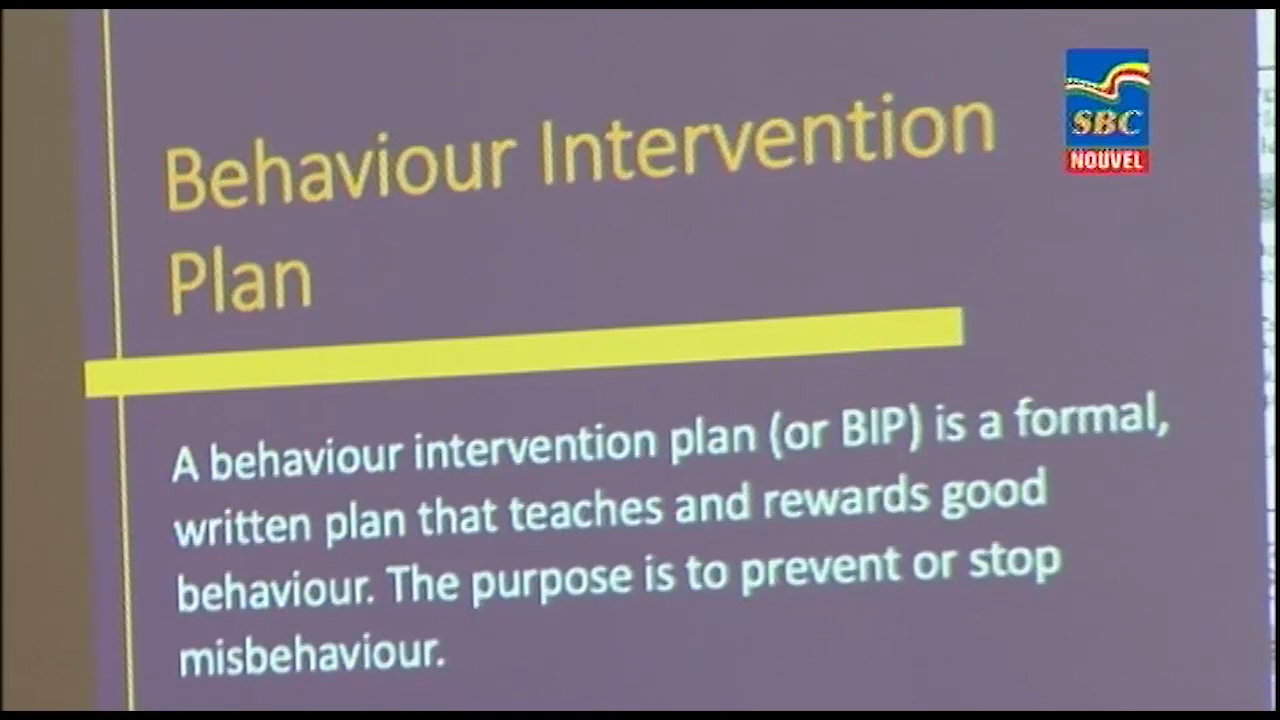 Behaviour Intervention
Plan
A behaviour intervention plan (or BIP) is a formal,
written plan that teaches and rewards good
behaviour. The purpose is to prevent or stop
misbehaviour.
SBC
NOUVEL